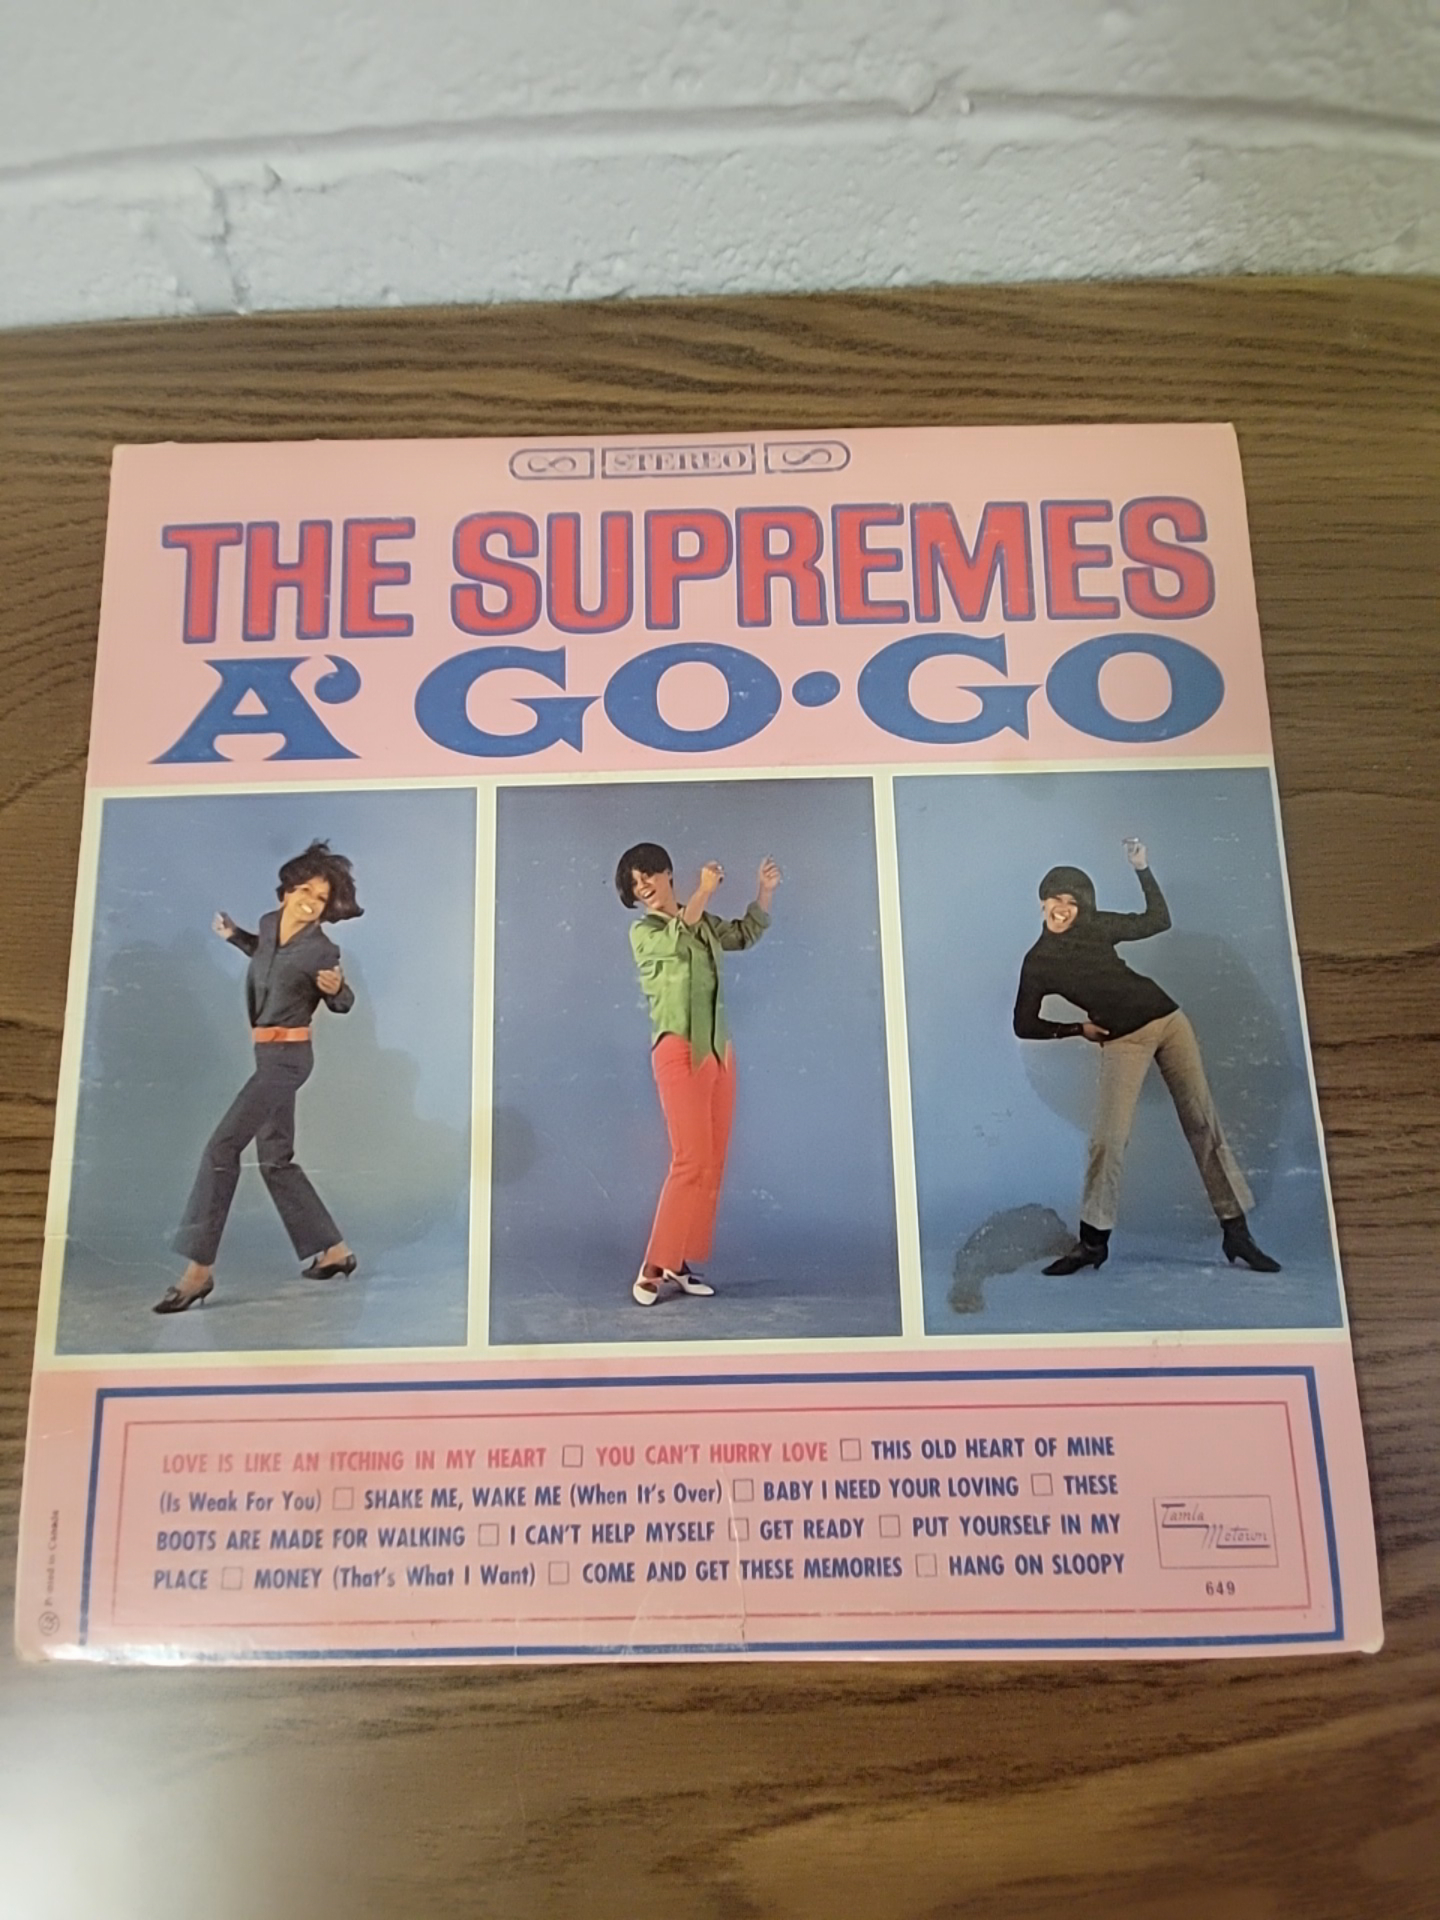 STEREO
THE SUPREMES
A' GO·GO
LOVE IS LIKE AN ITCHING IN MY HEART □ YOU CAN'T HURRY LOVE □ THIS OLD HEART OF MINE
(Is Weak For You) □ SHAKE ME, WAKE ME (When It's Over) □ BABY I NEED YOUR LOVING □ THESE
BOOTS ARE MADE FOR WALKING □ I CAN'T HELP MYSELF □ GET READY □ PUT YOURSELF IN MY
PLACE □ MONEY (That's What I Want) □ COME AND GET THESE MEMORIES □ HANG ON SLOOPY
Tamla
Motown
649
Printed in Canada